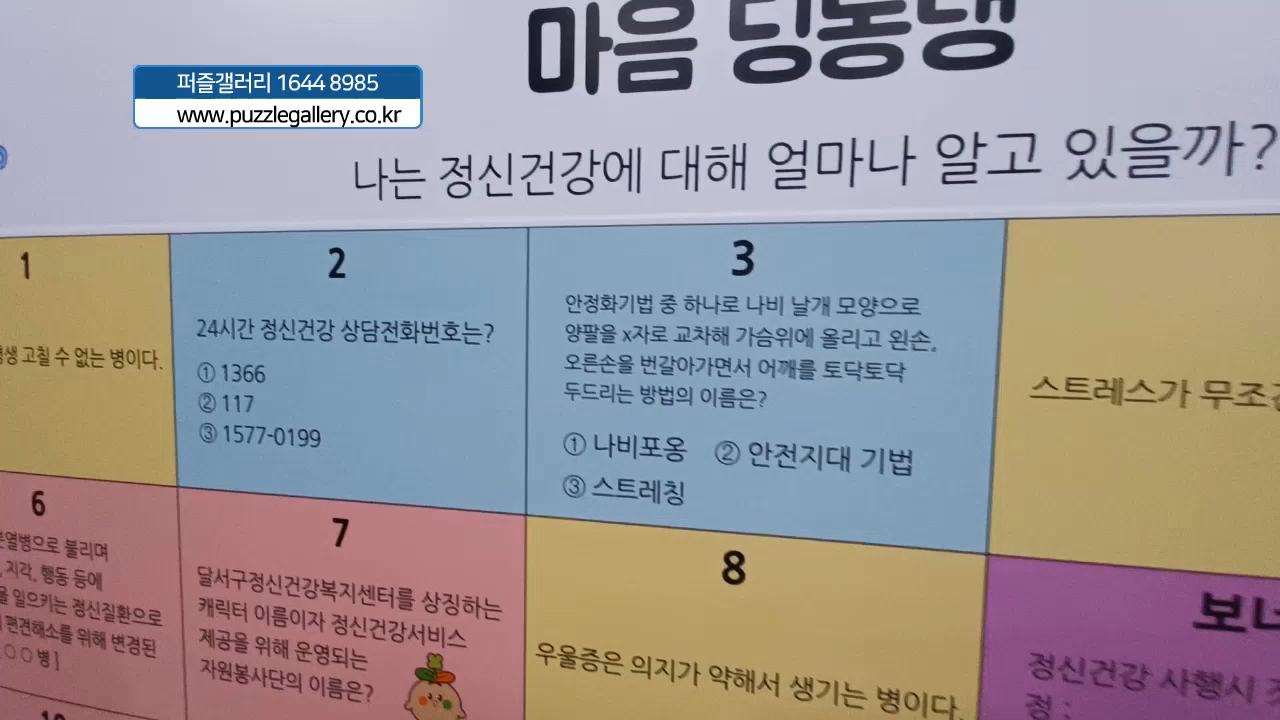 마음 딩동댕
퍼즐갤러리 1644 8985
www.puzzlegallery.co.kr
나는 정신건강에 대해 얼마나 알고 있을까?
1
고칠 수 없는 병이다.
2
24시간 정신건강 상담전화번호는?
① 1366
② 117
③ 1577-0199
3
안정화기법 중 하나로 나비 날개 모양으로
양팔을 x자로 교차해 가슴위에 올리고 왼손,
오른손을 번갈아가면서 어깨를 토닥토닥
두드리는 방법의 이름은?
① 나비포옹 ② 안전지대 기법
③ 스트레칭
스트레스가
6
불리며
지각, 행동 등에
일으키는 정신질환으로
편견해소를 위해 변경된
○○병]
7
달서구정신건강복지센터를 상징하는
캐릭터 이름이자 정신건강서비스
제공을 위해 운영되는
자원봉사단의 이름은?
8
우울증은 의지가 약해서 생기는 병이다.
정신건강 사행시
정 :